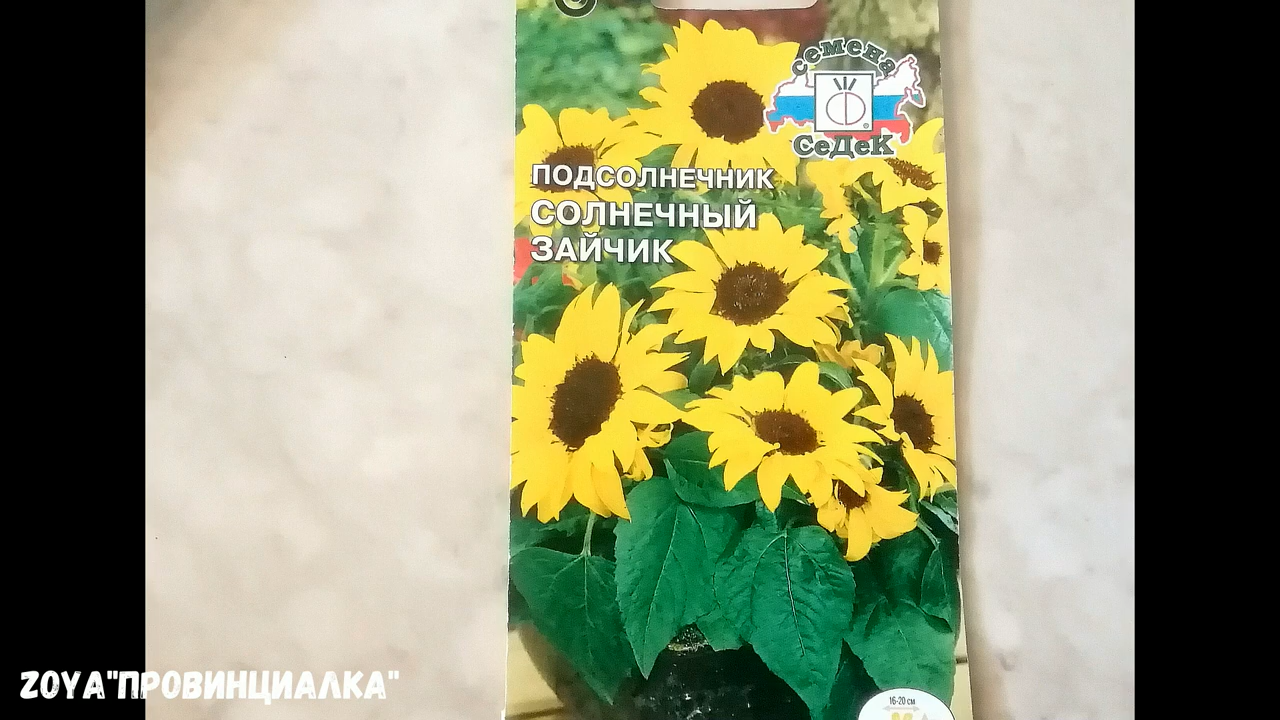 семена
СеДеК
ПОДСОЛНЕЧНИК
СОЛНЕЧНЫЙ
ЗАЙЧИК
16-20 см
ZOYA"ПРОВИНЦИАЛКА"